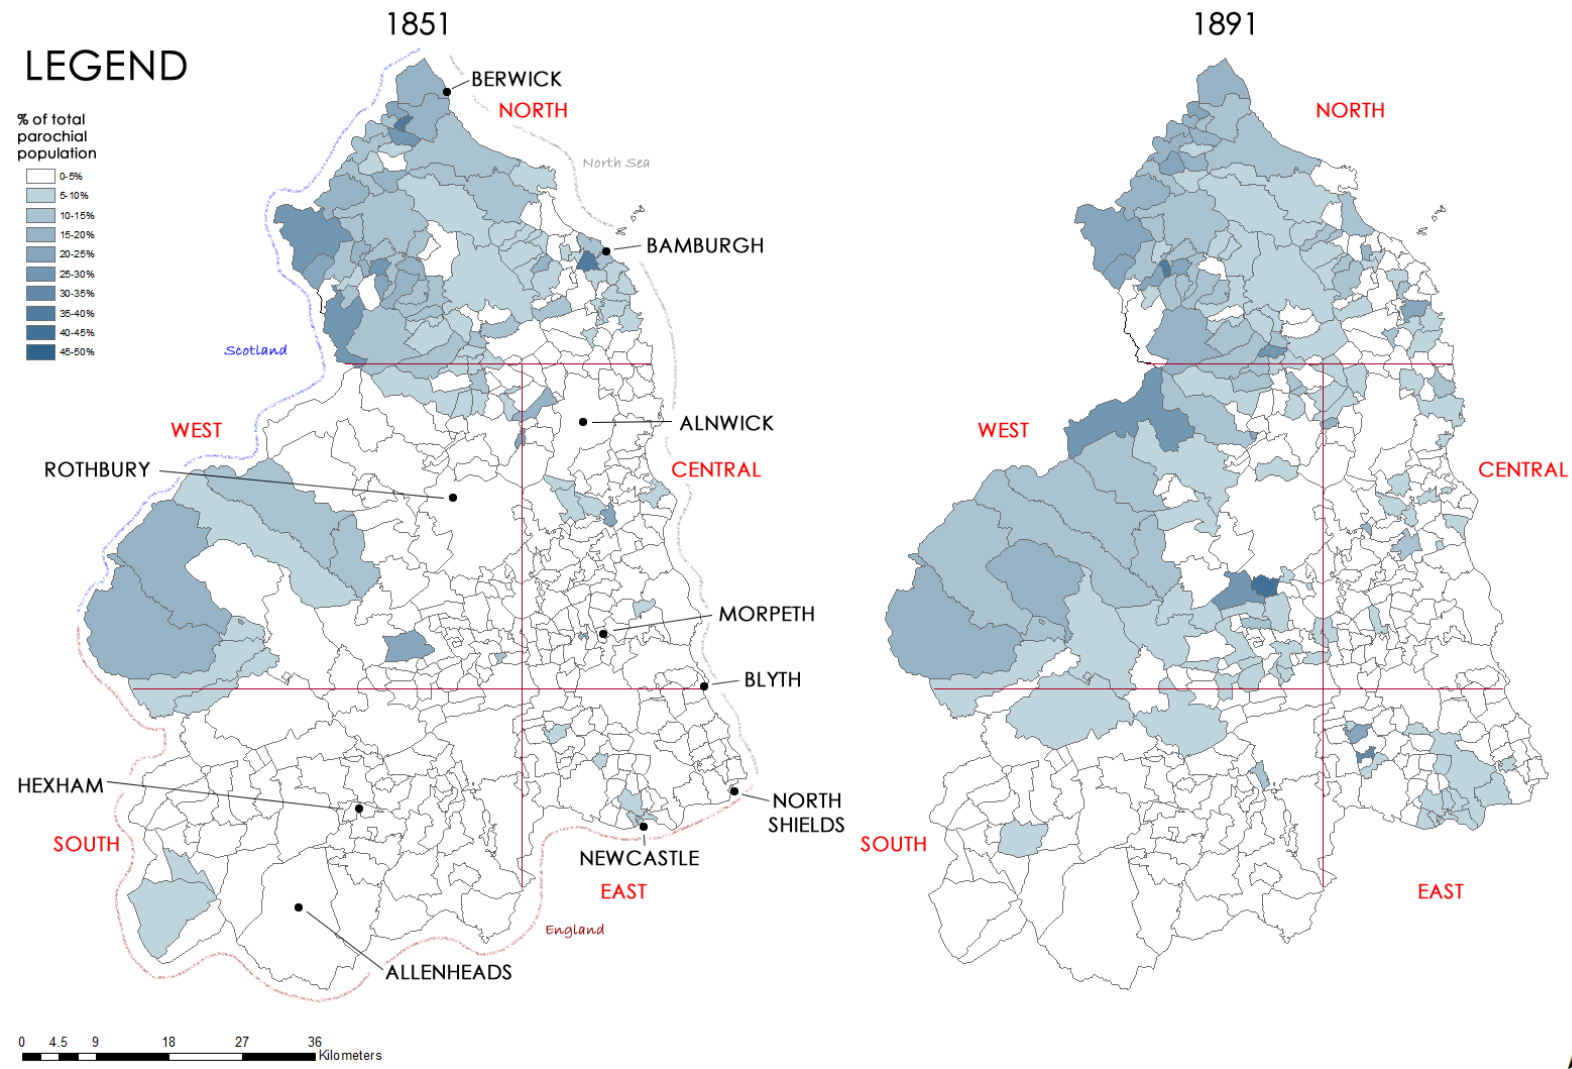 1851
1891
LEGEND
% of total
parochial
population
0-5%
5-10%
10-15%
15-20%
20-25%
25-30%
30-35%
35-40%
40-45%
45-50%
BERWICK
NORTH
North Sea
BAMBURGH
Scotland
WEST
ALNWICK
ROTHBURY
CENTRAL
MORPETH
BLYTH
HEXHAM
NORTH
SHIELDS
SOUTH
NEWCASTLE
EAST
England
ALLENHEADS
NORTH
WEST
CENTRAL
SOUTH
EAST
0 4.5 9 18 27 36
Kilometers